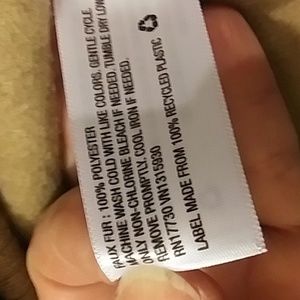 FAUX FUR : 100% POLYESTER
MACHINE WASH COLD WITH LIKE COLORS, GENTLE CYCLE.
ONLY NON-CHLORINE BLEACH IF NEEDED. TUMBLE DRY LOW.
REMOVE PROMPTLY. COOL IRON IF NEEDED.
RN17730 VAN1315930
LABEL MADE FROM 100% RECYCLED PLASTIC